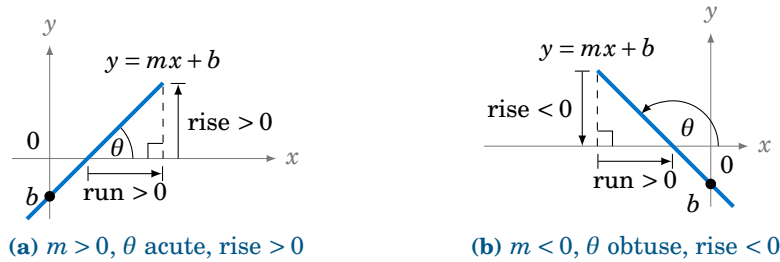 y
y = mx + b
rise > 0
0
θ
x
run > 0
b
(a) m > 0, θ acute, rise > 0
y
y = mx + b
rise < 0
θ
x
0
run > 0
b
(b) m < 0, θ obtuse, rise < 0